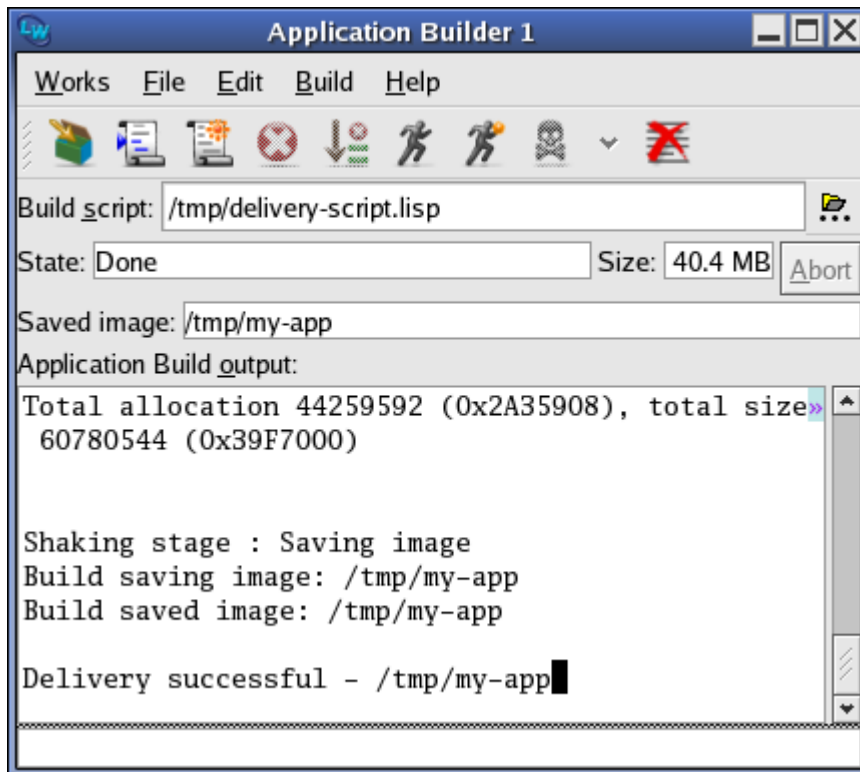 LW
Application Builder 1
Works File Edit Build Help
Build script: /tmp/delivery-script.lisp
State: Done Size: 40.4 MB Abort
Saved image: /tmp/my-app
Application Build output:
Total allocation 44259592 (0x2A35908), total size»
60780544 (0x39F7000)
Shaking stage : Saving image
Build saving image: /tmp/my-app
Build saved image: /tmp/my-app
Delivery successful - /tmp/my-app